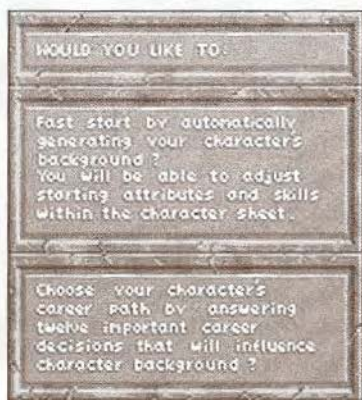 WOULD YOU LIKE TO:
Fast start by automatically
generating your character's
background?
You will be able to adjust
starting attributes and skills
within the character sheet.
Choose your character's
career path by answering
twelve important career
decisions that will influence
character background?